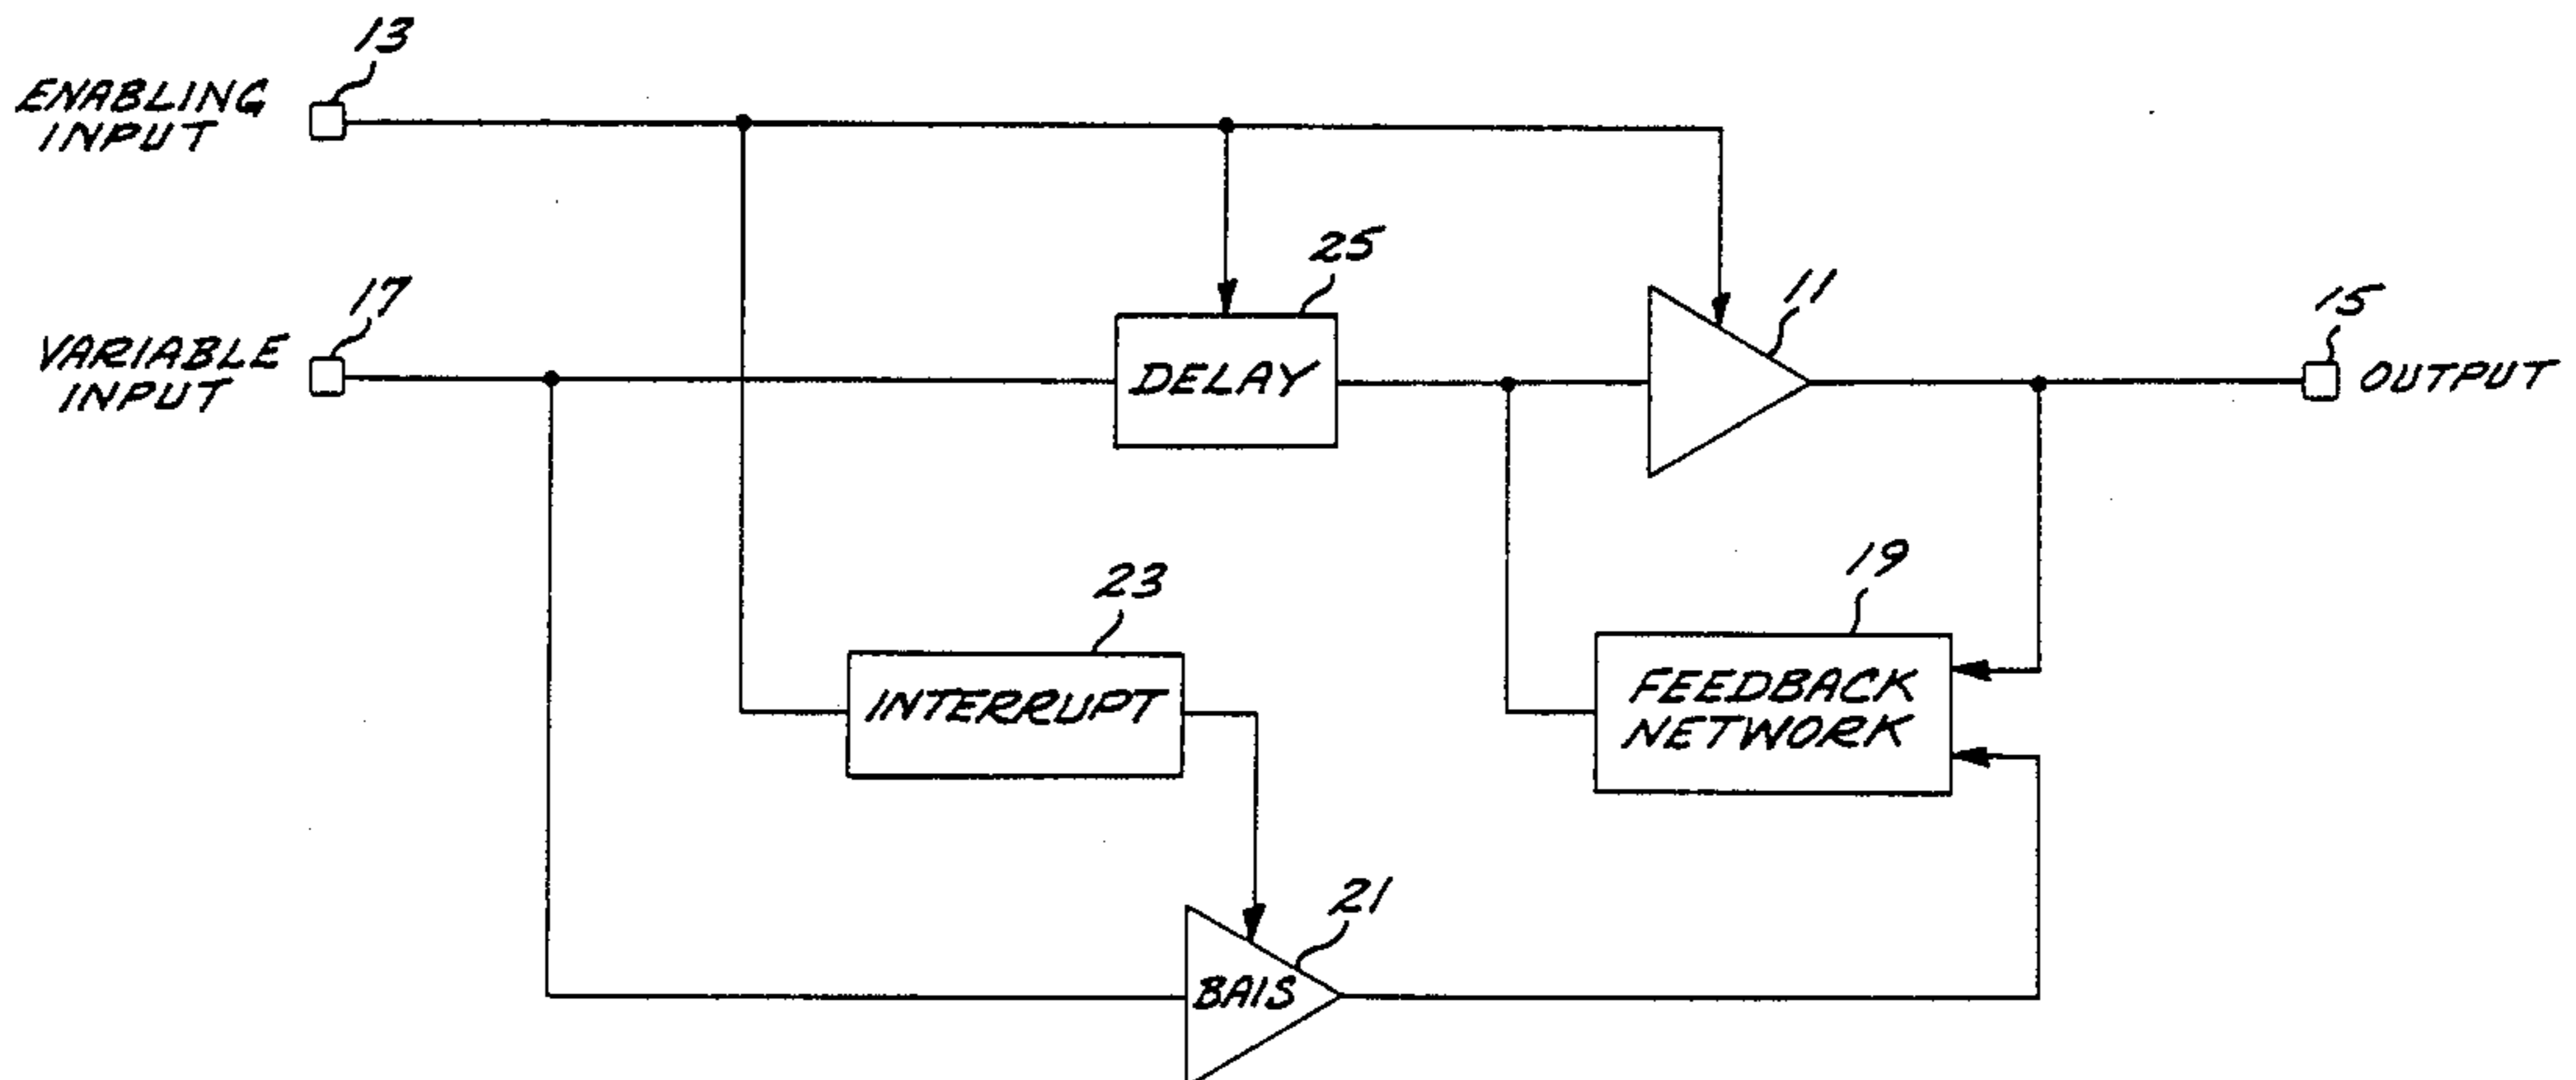 13
ENABLING
INPUT
17
VARIABLE
INPUT
25
DELAY
11
15
OUTPUT
23
INTERRUPT
19
FEEDBACK
NETWORK
21
BAIS